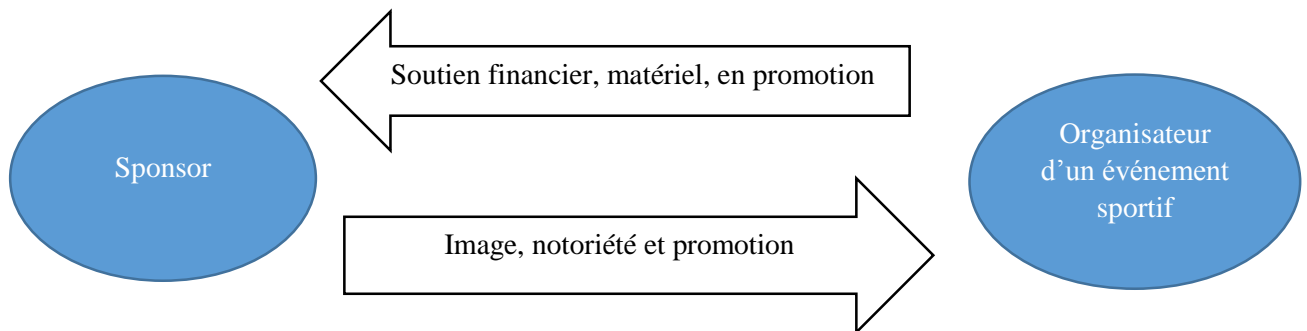 Soutien financier, matériel, en promotion
Sponsor
Organisateur
d’un événement
sportif
Image, notoriété et promotion